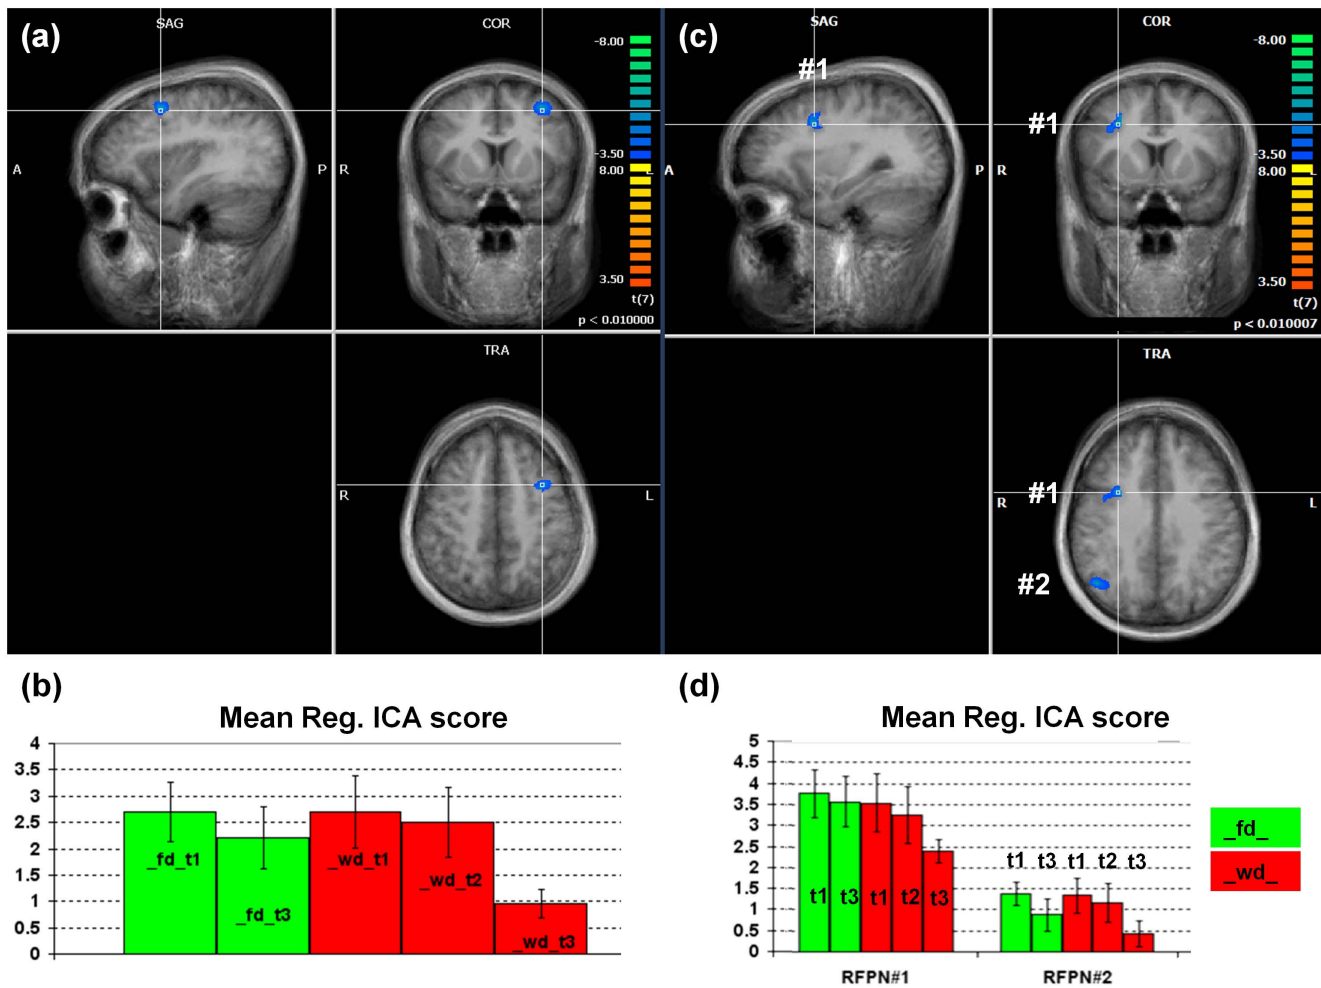 (a)
SAG
COR
-8.00
A
P
R
L
-3.50
8.00
3.50
t(7)
p < 0.010000
TRA
R
L
(c)
SAG
#1
COR
-8.00
#1
A
P
R
L
-3.50
8.00
3.50
t(7)
p < 0.010007
TRA
#1
R
L
#2
(b)
Mean Reg. ICA score
4
3.5
3
2.5
2
1.5
1
0.5
0
_fd_t1
_fd_t3
_wd_t1
_wd_t2
_wd_t3
(d)
Mean Reg. ICA score
5
4.5
4
3.5
3
2.5
2
1.5
1
0.5
0
t1 t3 t1 t2 t3
t1 t3 t1 t2 t3
RFPN#1 RFPN#2
_fd_
_wd_